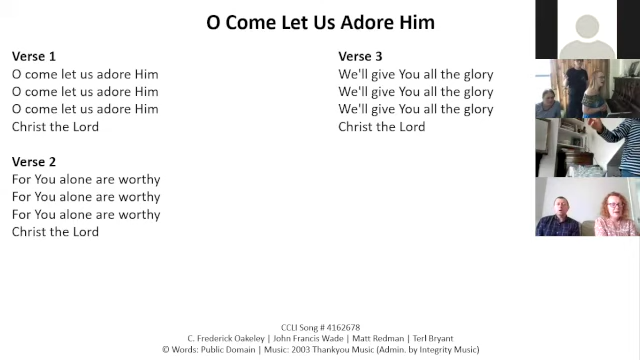 O Come Let Us Adore Him
Verse 1
O come let us adore Him
O come let us adore Him
O come let us adore Him
Christ the Lord
Verse 2
For You alone are worthy
For You alone are worthy
For You alone are worthy
Christ the Lord
Verse 3
We'll give You all the glory
We'll give You all the glory
We'll give You all the glory
Christ the Lord
CCLI Song # 4162678
C. Frederick Oakeley | John Francis Wade | Matt Redman | Terl Bryant
© Words: Public Domain | Music: 2003 Thankyou Music (Admin. by Integrity Music)